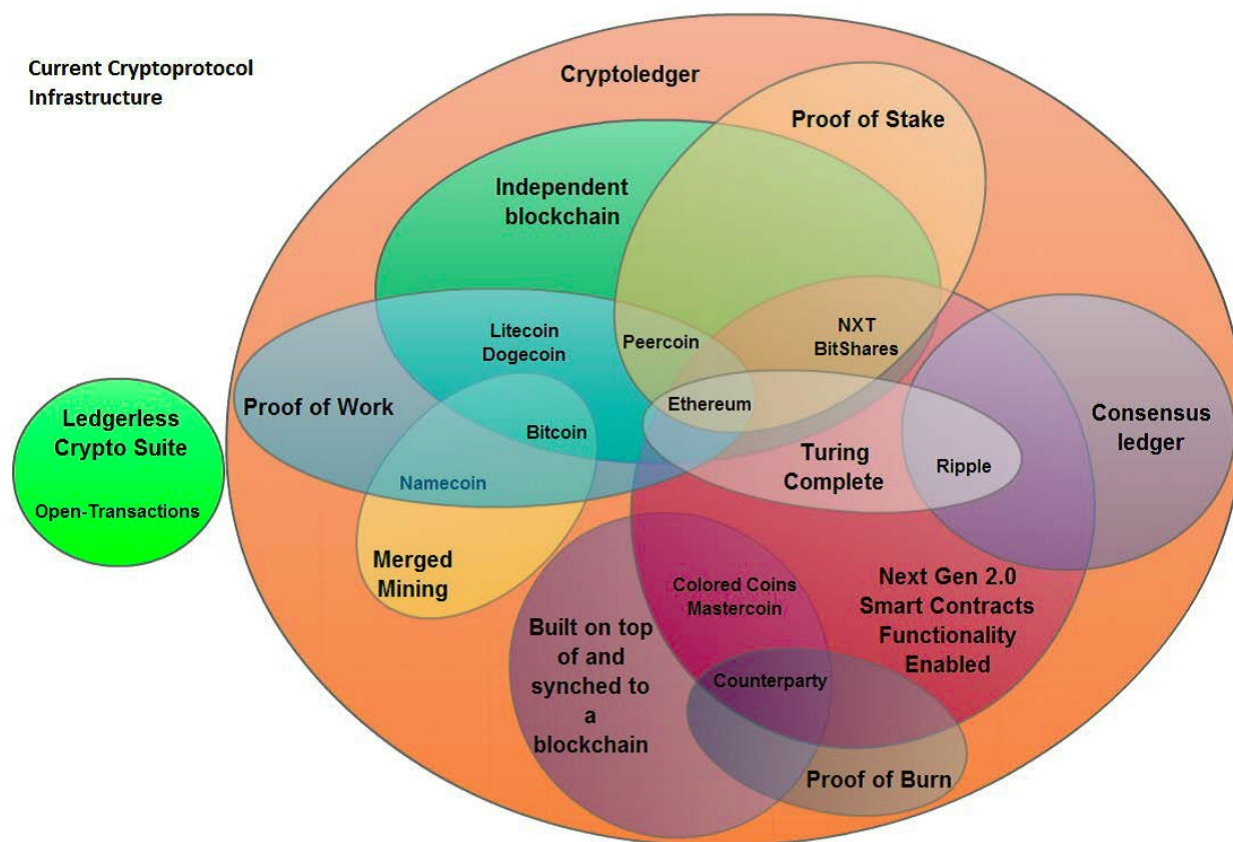 Current Cryptoprotocol
Infrastructure
Cryptoledger
Proof of Stake
Independent
blockchain
Litecoin
Dogecoin
Peercoin
NXT
BitShares
Proof of Work
Bitcoin
Ethereum
Namecoin
Turing
Complete
Ripple
Consensus
ledger
Ledgerless
Crypto Suite
Open-Transactions
Merged
Mining
Colored Coins
Mastercoin
Next Gen 2.0
Smart Contracts
Functionality
Enabled
Built on top
of and
synched to
a
blockchain
Counterparty
Proof of Burn